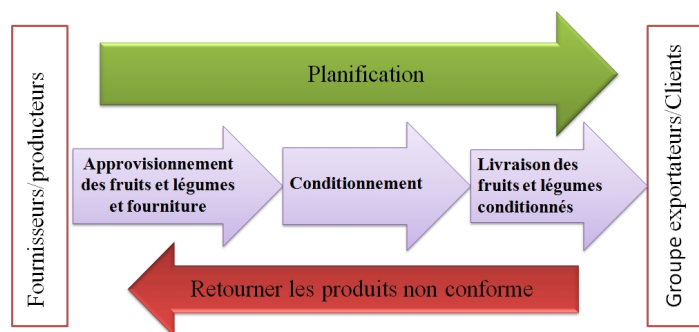 Fournisseurs/producteurs
Planification
Approvisionnement
des fruits et légumes
et fourniture
Conditionnement
Livraison des
fruits et légumes
conditionnés
Retourner les produits non conforme
Groupe exportateurs/Clients